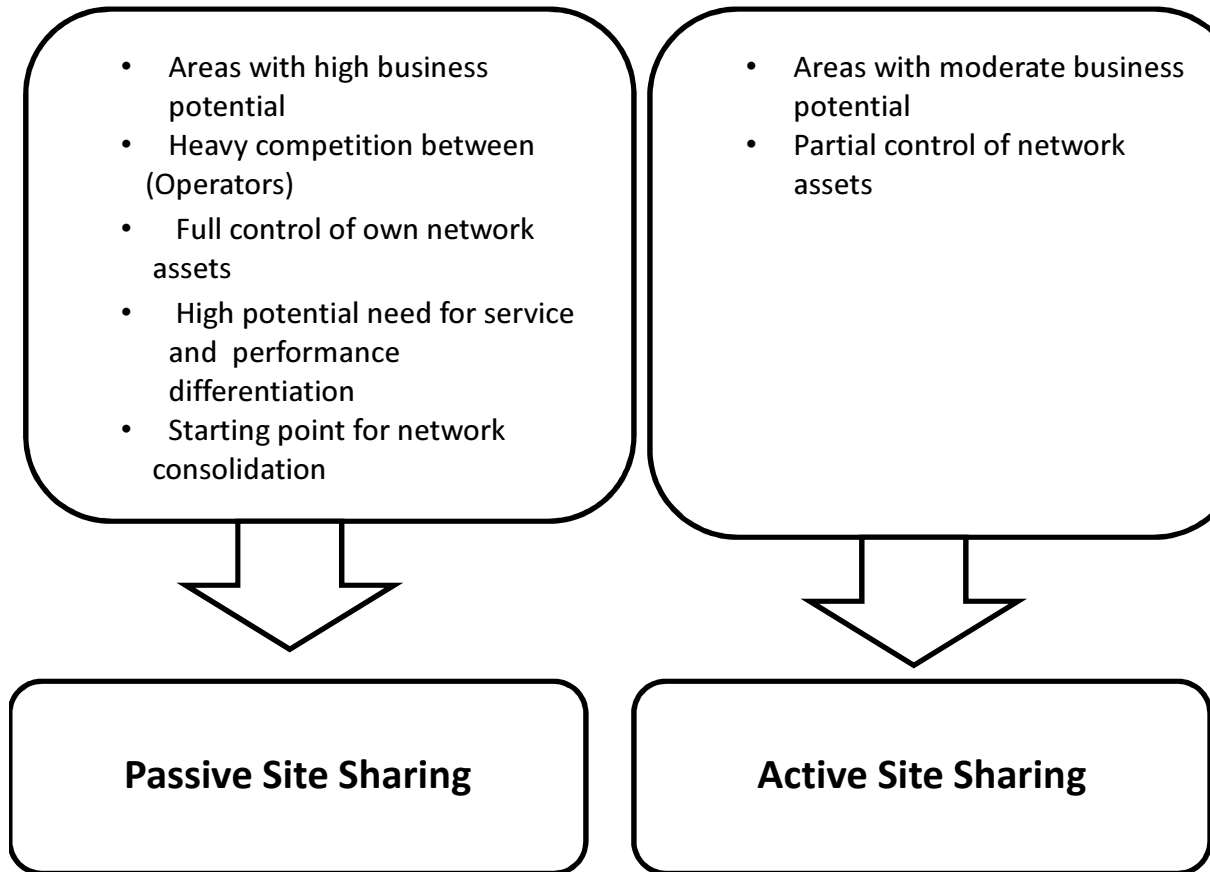 • Areas with high business
potential
• Heavy competition between
(Operators)
• Full control of own network
assets
• High potential need for service
and performance
differentiation
• Starting point for network
consolidation
• Areas with moderate business
potential
• Partial control of network
assets
Passive Site Sharing
Active Site Sharing